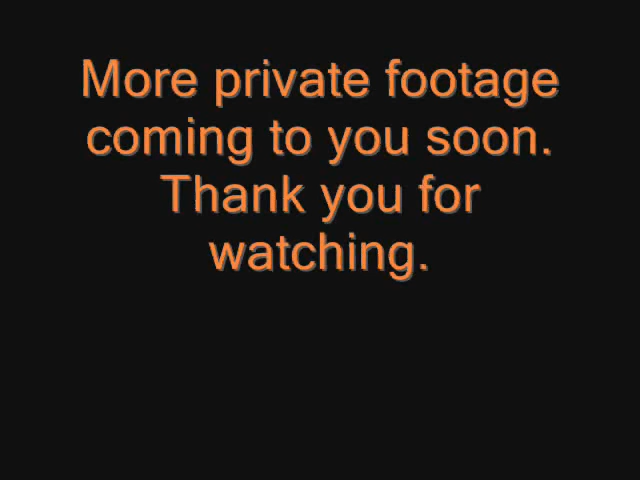 More private footage
coming to you soon.
Thank you for
watching.